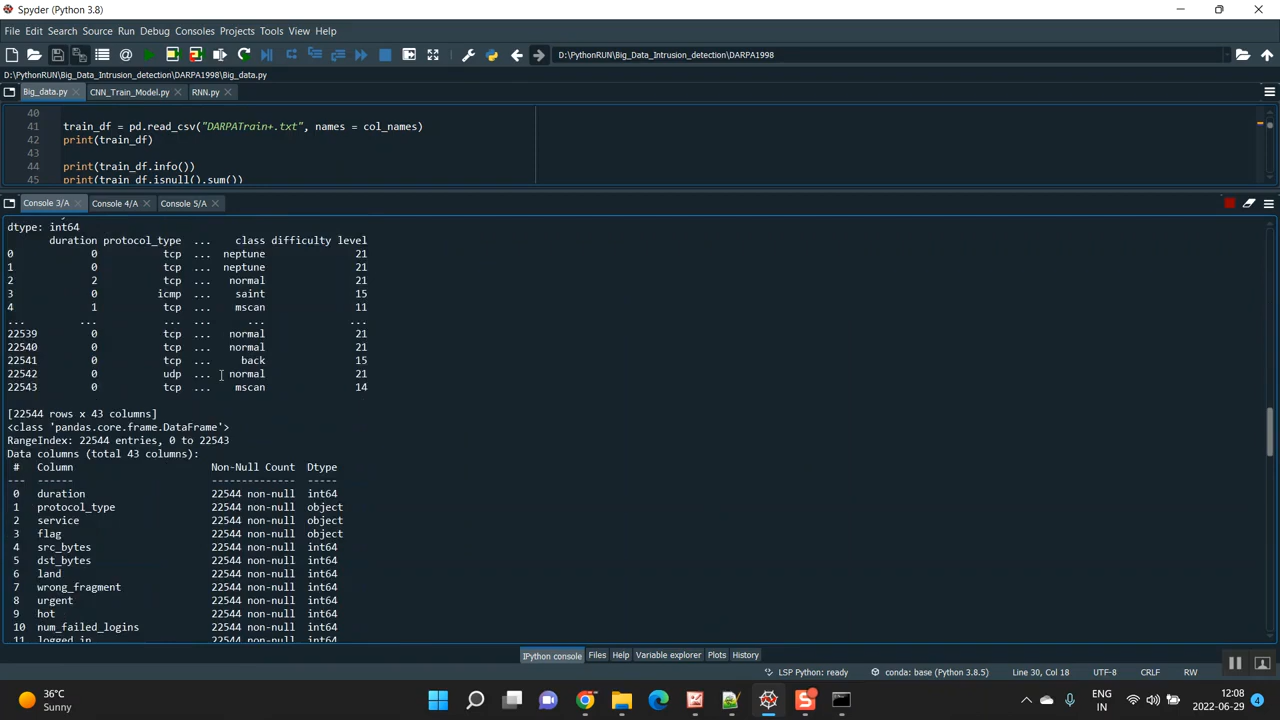 Spyder (Python 3.8)
File Edit Search Source Run Debug Consoles Projects Tools View Help
D:\PythonRUN\Big_Data_Intrusion_detection\DARPA1998
D:\PythonRUN\Big_Data_Intrusion_detection\DARPA1998\Big_data.py
Big_data.py CNN_Train_Model.py RNN.py
40
41 train_df = pd.read_csv("DARPATrain+.txt", names = col_names)
42 print(train_df)
43
44 print(train_df.info())
45 print(train_df.isnull().sum())
Console 3/A Console 4/A Console 5/A
dtype: int64
duration protocol_type ... class difficulty level
0 0 tcp ... neptune 21
1 0 tcp ... neptune 21
2 2 tcp ... normal 21
3 0 icmp ... saint 15
4 1 tcp ... mscan 11
... ... ... ... ... ...
22539 0 tcp ... normal 21
22540 0 tcp ... normal 21
22541 0 tcp ... back 15
22542 0 udp ... normal 21
22543 0 tcp ... mscan 14
[22544 rows x 43 columns]
<class 'pandas.core.frame.DataFrame'>
RangeIndex: 22544 entries, 0 to 22543
Data columns (total 43 columns):
# Column Non-Null Count Dtype
--- ------ -------------- -----
0 duration 22544 non-null int64
1 protocol_type 22544 non-null object
2 service 22544 non-null object
3 flag 22544 non-null object
4 src_bytes 22544 non-null int64
5 dst_bytes 22544 non-null int64
6 land 22544 non-null int64
7 wrong_fragment 22544 non-null int64
8 urgent 22544 non-null int64
9 hot 22544 non-null int64
10 num_failed_logins 22544 non-null int64
11 logged_in 22544 non-null int64
IPython console Files Help Variable explorer Plots History
LSP Python: ready conda: base (Python 3.8.5) Line 30, Col 18 UTF-8 CRLF RW
36°C
Sunny
ENG
IN
12:08
2022-06-29
4